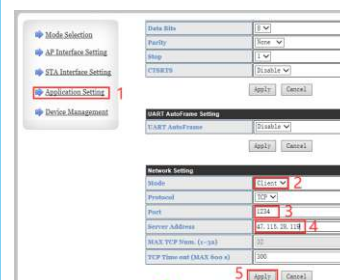 Mode Selection
AP Interface Setting
STA Interface Setting
Application Setting 1
Device Management
Data Bits 8
Parity None
Stop 1
CTSRTS Disable
Apply Cancel
UART AutoFrame Setting
UART AutoFrame Disable
Apply Cancel
Network Setting
Mode Client 2
Protocol TCP
Port 1234 3
Server Address 47.115.28.119 4
MAX TCP Num. (1~32) 32
TCP Time out (MAX 600 s) 300
5 Apply Cancel